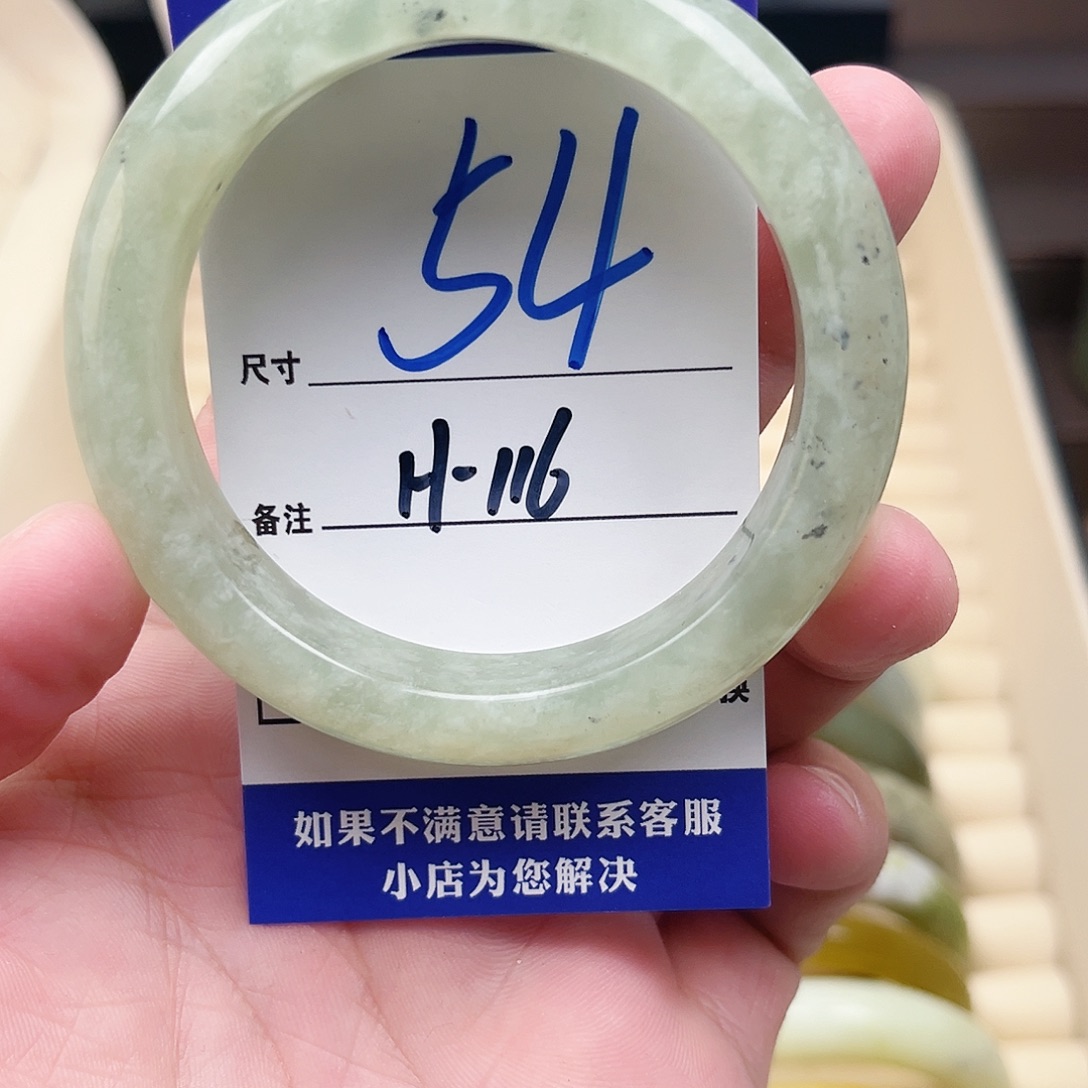 54
尺寸
H-116
备注
如果不满意请联系客服
小店为您解决